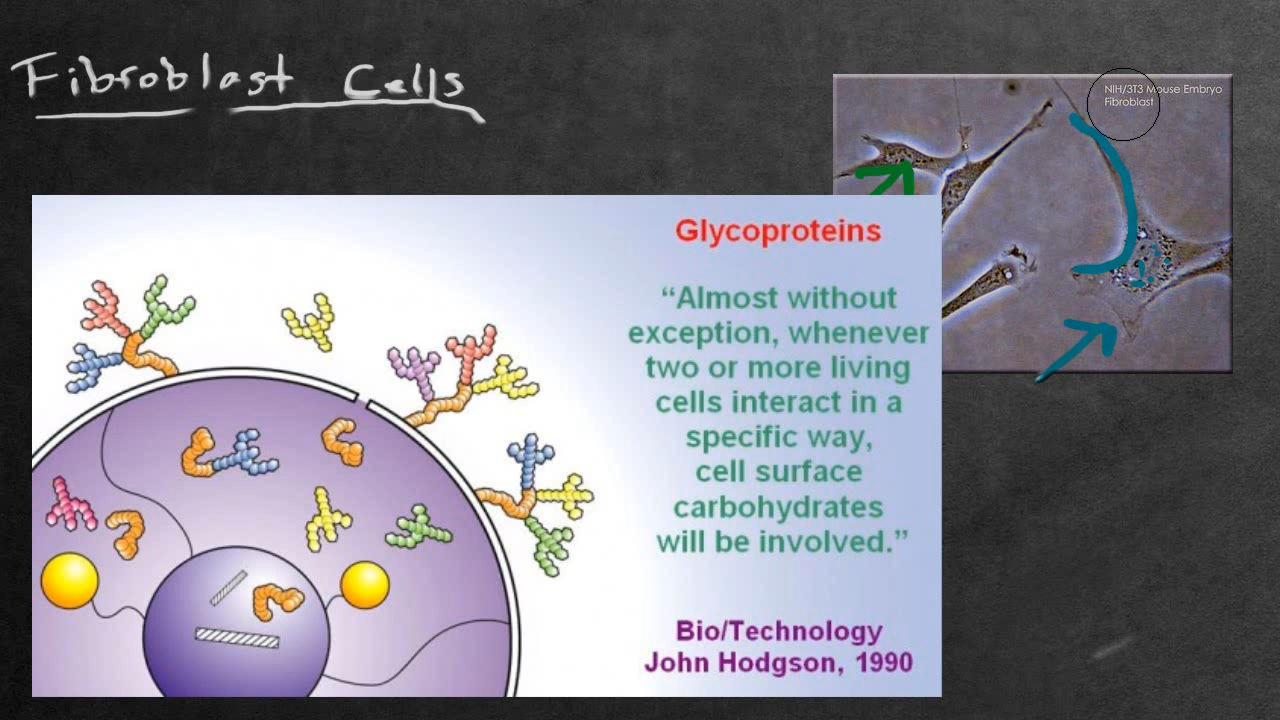 Fibroblast Cells
NIH/3T3 Mouse Embryo
Fibroblast
Glycoproteins
“Almost without
exception, whenever
two or more living
cells interact in a
specific way,
cell surface
carbohydrates
will be involved.”
Bio/Technology
John Hodgson, 1990